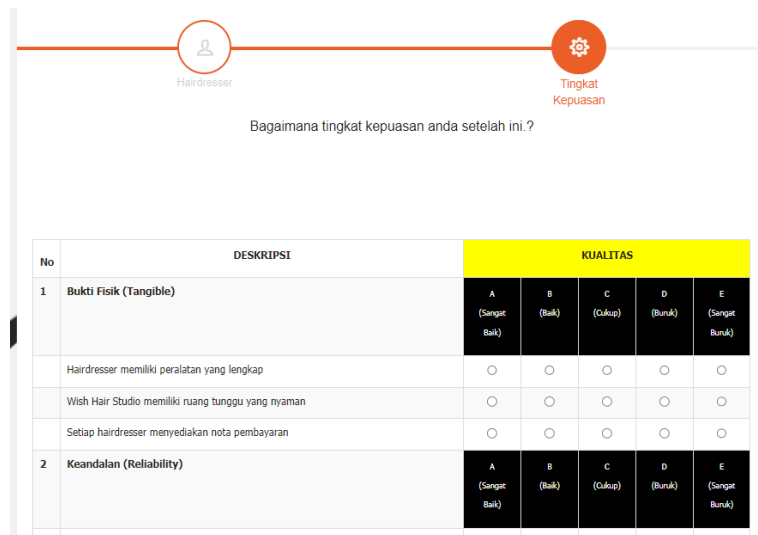 Hairdresser
Tingkat
Kepuasan
Bagaimana tingkat kepuasan anda setelah ini.?
No DESKRIPSI KUALITAS
1 Bukti Fisik (Tangible) A B C D E
(Sangat (Baik) (Cukup) (Buruk) (Sangat
Baik) Buruk)
Hairdresser memiliki peralatan yang lengkap
Wish Hair Studio memiliki ruang tunggu yang nyaman
Setiap hairdresser menyediakan nota pembayaran
2 Keandalan (Reliability) A B C D E
(Sangat (Baik) (Cukup) (Buruk) (Sangat
Baik) Buruk)